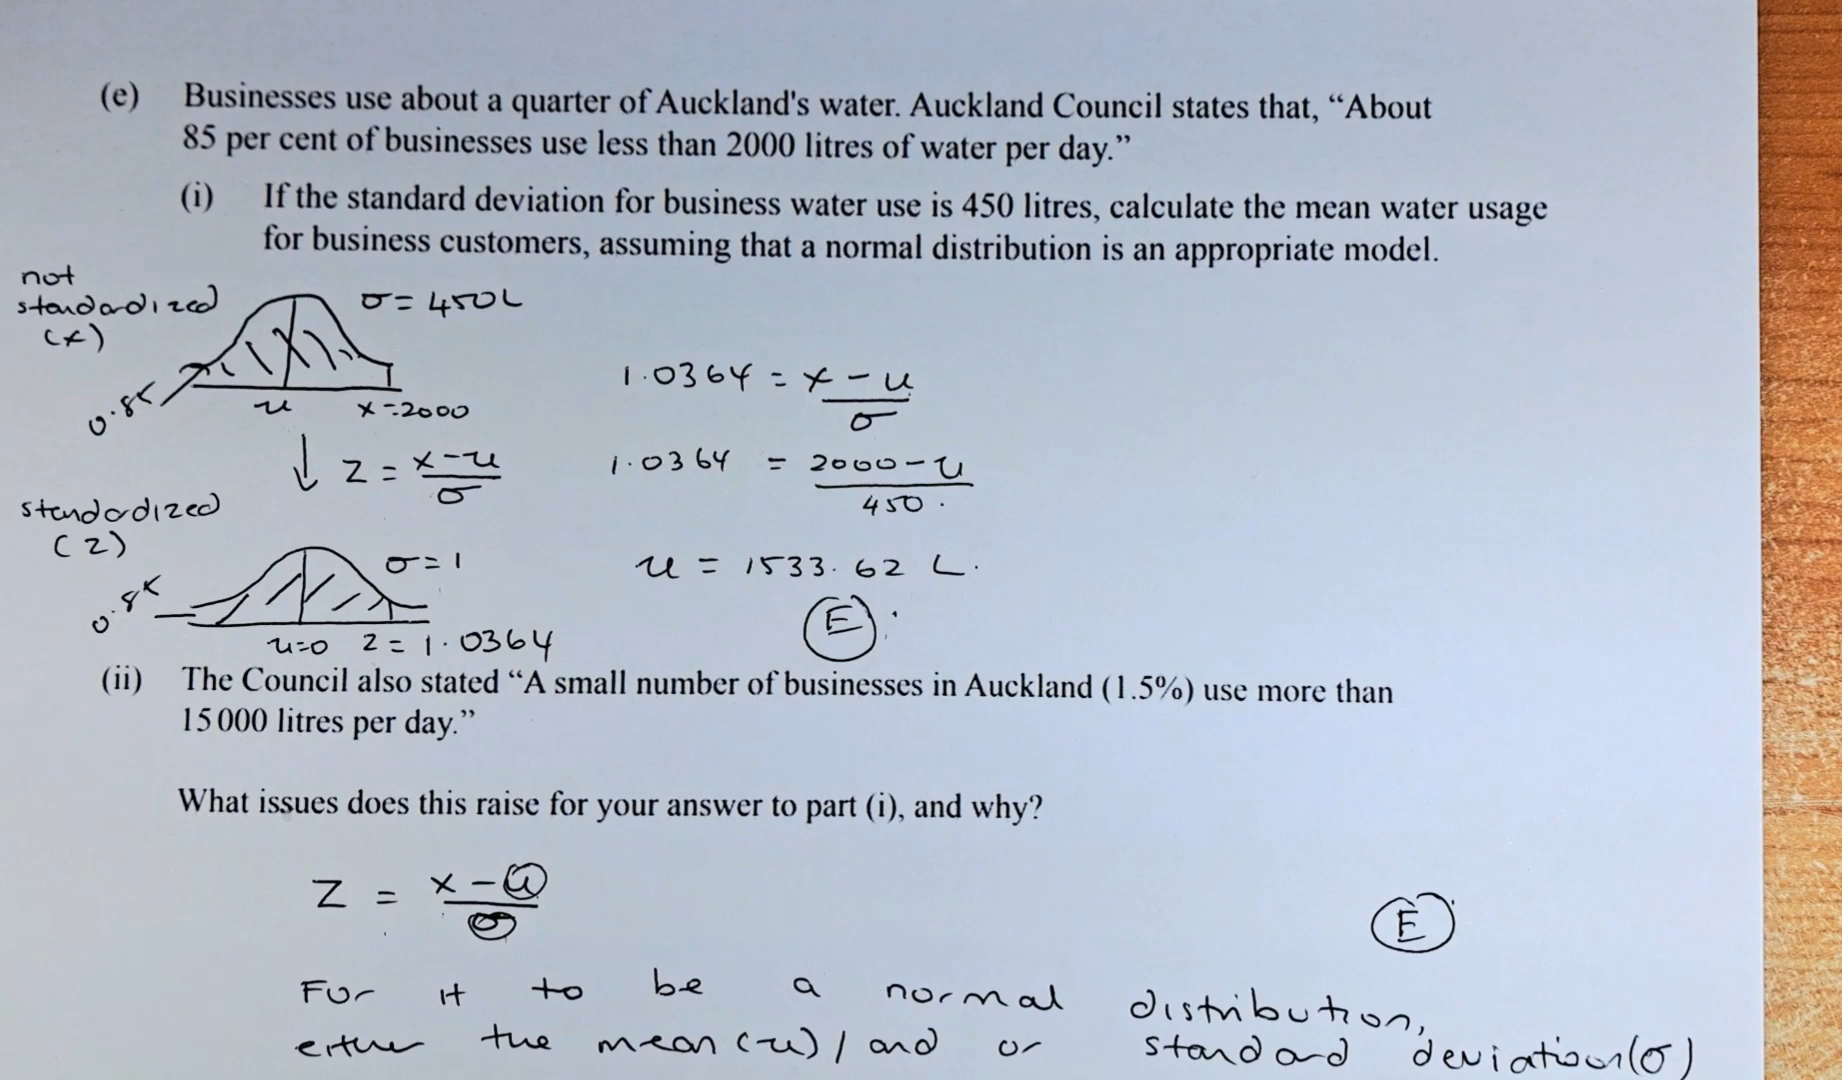 (e) Businesses use about a quarter of Auckland's water. Auckland Council states that, “About
85 per cent of businesses use less than 2000 litres of water per day.”
(i) If the standard deviation for business water use is 450 litres, calculate the mean water usage
for business customers, assuming that a normal distribution is an appropriate model.
not
standardized
(x)
σ = 450L
0.85
μ x=2000
↓ z = x-μ / σ
1.0364 = x-μ / σ
1.0364 = 2000-μ / 450.
μ = 1533.62 L.
(E)
standardized
(z)
σ=1
0.85
μ=0 z = 1.0364
(ii) The Council also stated “A small number of businesses in Auckland (1.5%) use more than
15 000 litres per day.”
What issues does this raise for your answer to part (i), and why?
z = x-μ / σ
(E)
For it to be a normal distribution,
either the mean (μ) / and or standard deviation (σ)